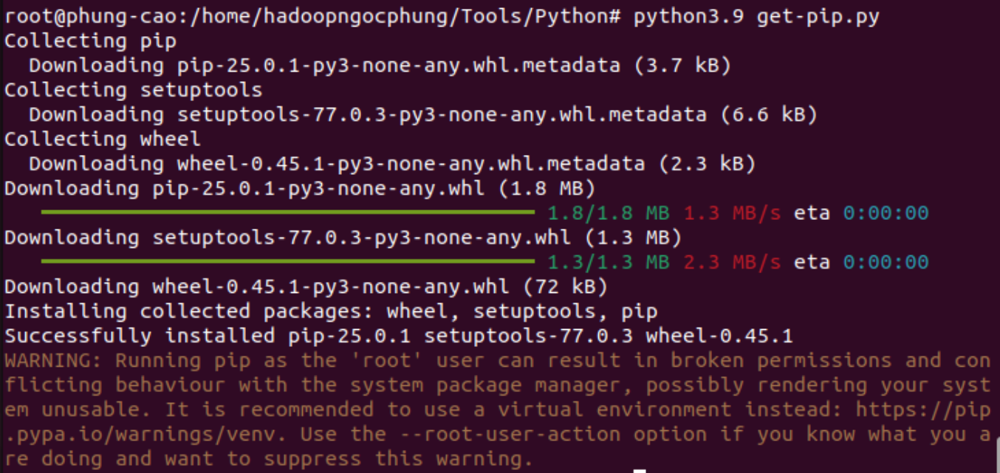 root@phung-cao:/home/hadoopngocphung/Tools/Python# python3.9 get-pip.py
Collecting pip
  Downloading pip-25.0.1-py3-none-any.whl.metadata (3.7 kB)
Collecting setuptools
  Downloading setuptools-77.0.3-py3-none-any.whl.metadata (6.6 kB)
Collecting wheel
  Downloading wheel-0.45.1-py3-none-any.whl.metadata (2.3 kB)
Downloading pip-25.0.1-py3-none-any.whl (1.8 MB)
1.8/1.8 MB 1.3 MB/s eta 0:00:00
Downloading setuptools-77.0.3-py3-none-any.whl (1.3 MB)
1.3/1.3 MB 2.3 MB/s eta 0:00:00
Downloading wheel-0.45.1-py3-none-any.whl (72 kB)
Installing collected packages: wheel, setuptools, pip
Successfully installed pip-25.0.1 setuptools-77.0.3 wheel-0.45.1
WARNING: Running pip as the 'root' user can result in broken permissions and con
flicting behaviour with the system package manager, possibly rendering your syst
em unusable. It is recommended to use a virtual environment instead: https://pip
.pypa.io/warnings/venv. Use the --root-user-action option if you know what you a
re doing and want to suppress this warning.